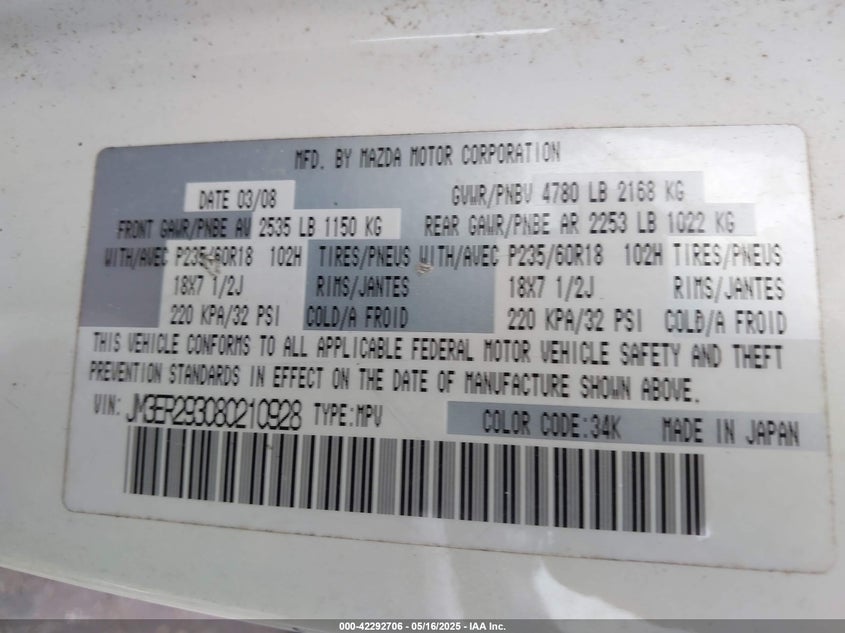 MFD. BY MAZDA MOTOR CORPORATION
DATE 03/08 GVWR/PNBV 4780 LB 2168 KG
FRONT GAWR/PNBE AV 2535 LB 1150 KG REAR GAWR/PNBE AR 2253 LB 1022 KG
WITH/AVEC P235/60R18 102H TIRES/PNEUS WITH/AVEC P235/60R18 102H TIRES/PNEUS
18X7 1/2J RIMS/JANTES 18X7 1/2J RIMS/JANTES
220 KPA/32 PSI COLD/A FROID 220 KPA/32 PSI COLD/A FROID
THIS VEHICLE CONFORMS TO ALL APPLICABLE FEDERAL MOTOR VEHICLE SAFETY AND THEFT
PREVENTION STANDARDS IN EFFECT ON THE DATE OF MANUFACTURE SHOWN ABOVE.
VIN: JM3ER293080210928 TYPE:MPV COLOR CODE:34K MADE IN JAPAN
000-42292706 - 05/16/2025 - IAA Inc.